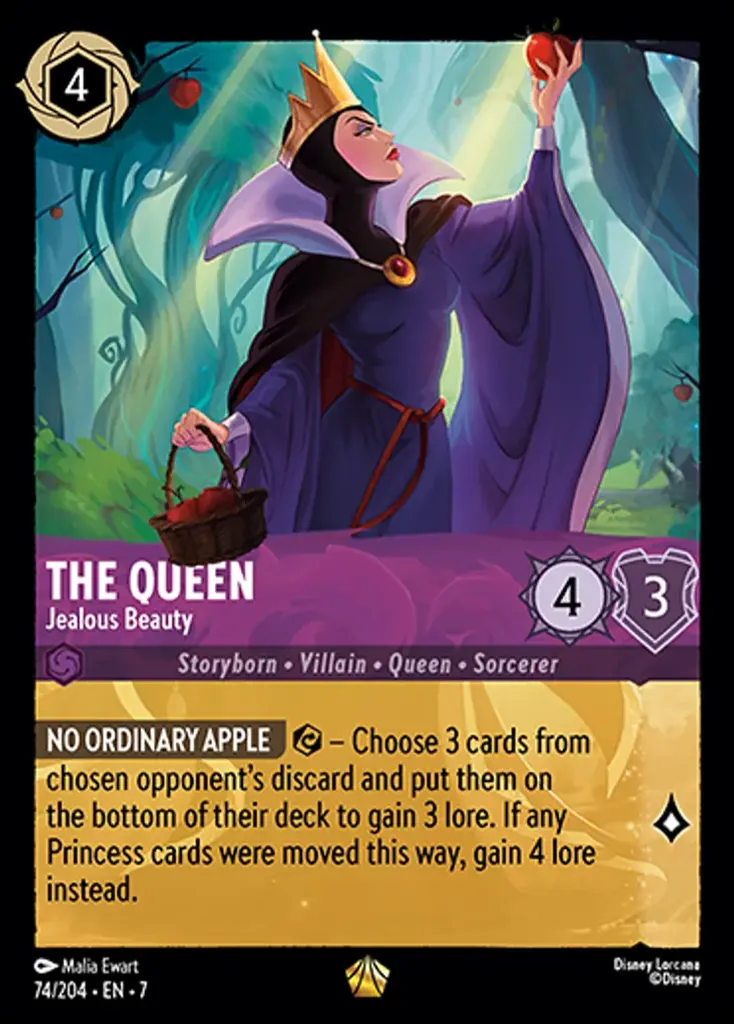 4
THE QUEEN
Jealous Beauty
4
3
Storyborn • Villain • Queen • Sorcerer
NO ORDINARY APPLE – Choose 3 cards from
chosen opponent's discard and put them on
the bottom of their deck to gain 3 lore. If any
Princess cards were moved this way, gain 4 lore
instead.
Malia Ewart
74/204 • EN • 7
Disney Lorcana
©Disney